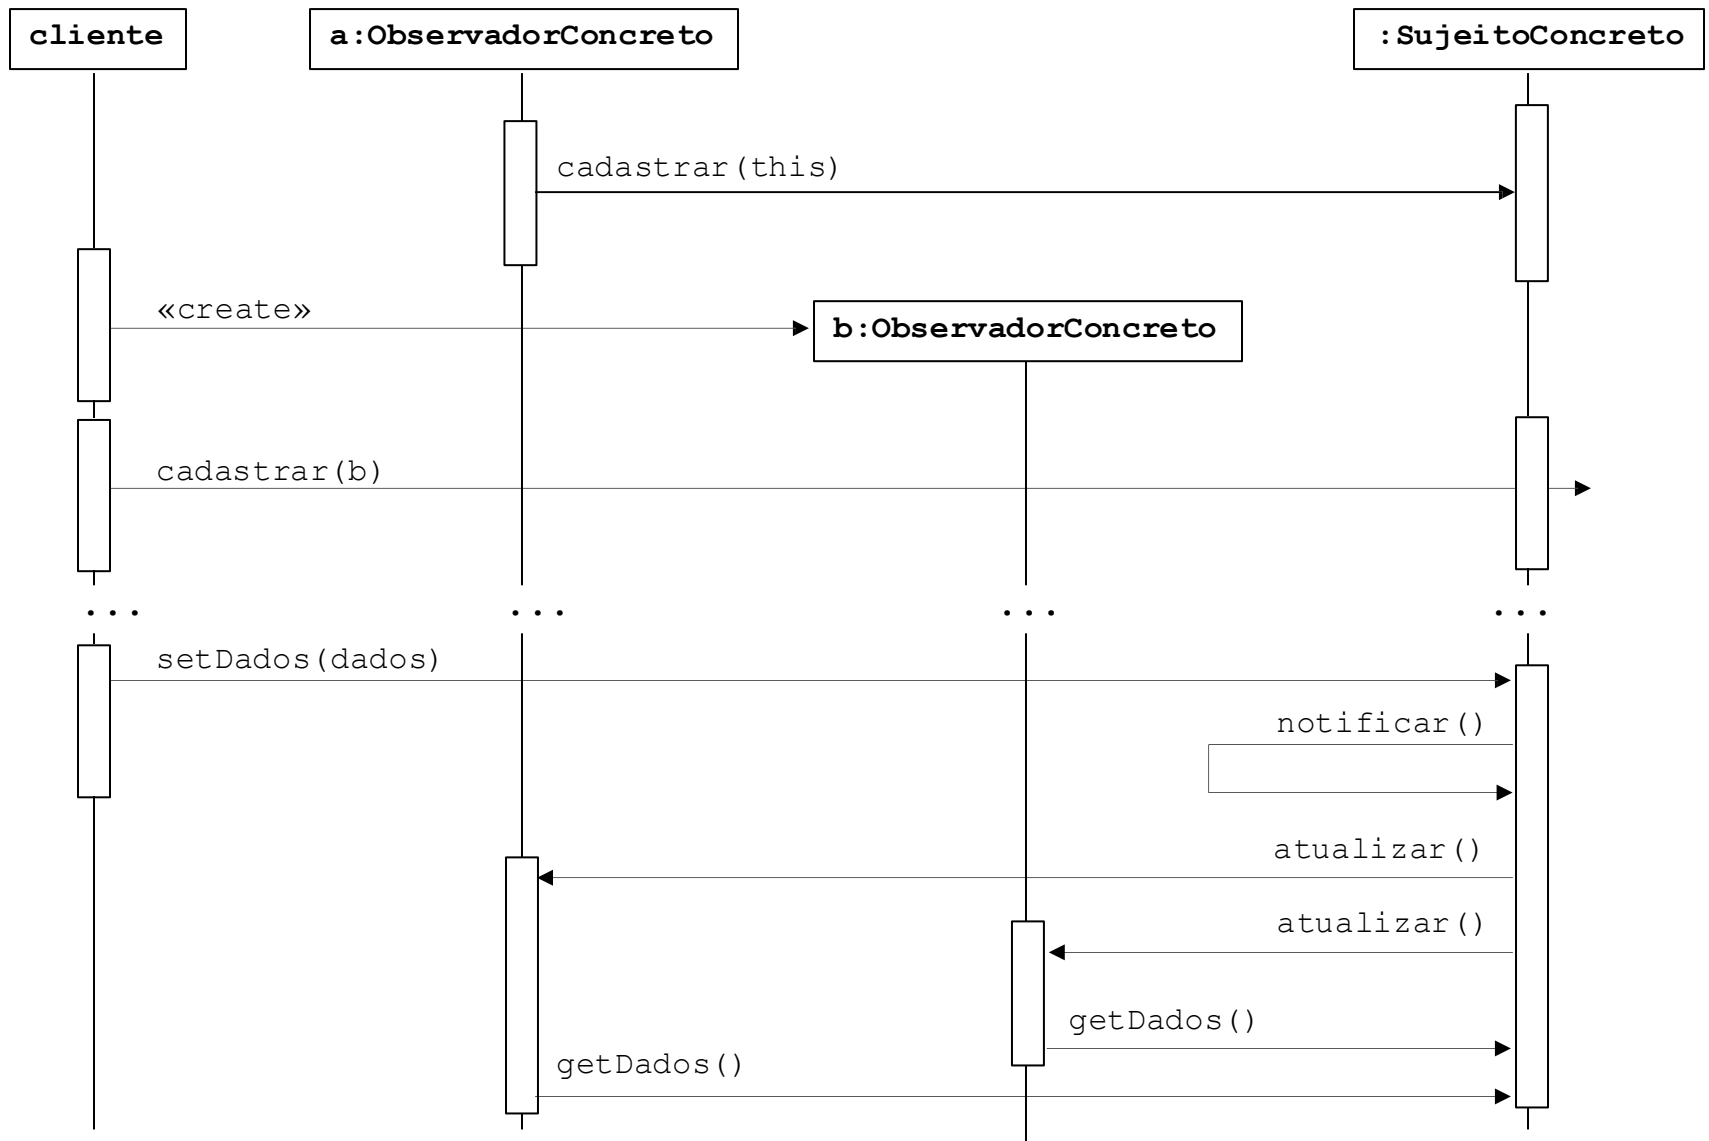 cliente
a:ObservadorConcreto
:SujeitoConcreto
cadastrar(this)
«create»
b:ObservadorConcreto
cadastrar(b)
... ... ... ...
setDados(dados)
notificar()
atualizar()
atualizar()
getDados()
getDados()